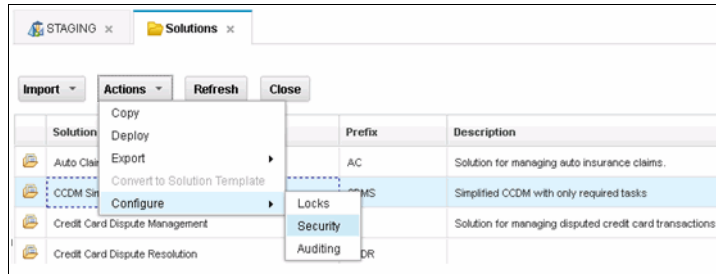 STAGING × Solutions ×
Import Actions Refresh Close
Copy
Solution Prefix Description
Deploy
Auto Clai Export AC Solution for managing auto insurance claims.
Convert to Solution Template
CCDM Sim MS Simplified CCDM with only required tasks
Configure Locks
Credit Card Dispute Management Security Solution for managing disputed credit card transactions
Auditing
Credit Card Dispute Resolution DR